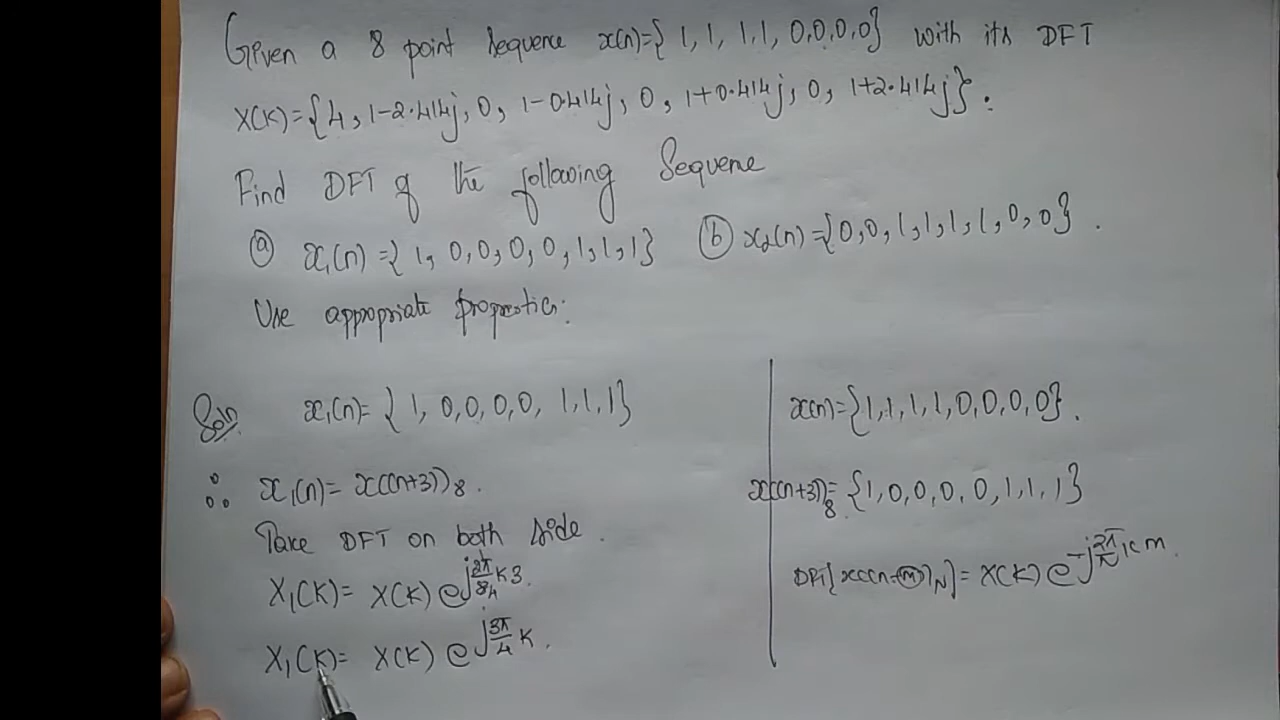 Given a 8 point Sequence x(n)={ 1, 1, 1, 1, 0,0,0,0} with its DFT
X(K)={4, 1-2.414j, 0, 1-0.414j, 0, 1+0.414j, 0, 1+2.414j}.
Find DFT of the following Sequene
ⓐ x₁(n)={ 1, 0,0,0,0,1,1,1} ⓑ x₂(n)={0,0,1,1,1,1,0,0}.
Use appropriate properties:
Soln x₁(n)= { 1, 0,0,0,0, 1,1,1}
∴ x₁(n)= x((n+3))₈.
Take DFT on both side.
X₁(K)= X(K) e^{j 2π/8₄ K3}.
X₁(K)= X(K) e^{j 3π/4 K}.
x(n)={1,1,1,1,0,0,0,0}.
x((n+3))₈= {1,0,0,0,0,1,1,1}
DFT{x((n-m))_N]= X(K) e^{-j 2π/N K m}.